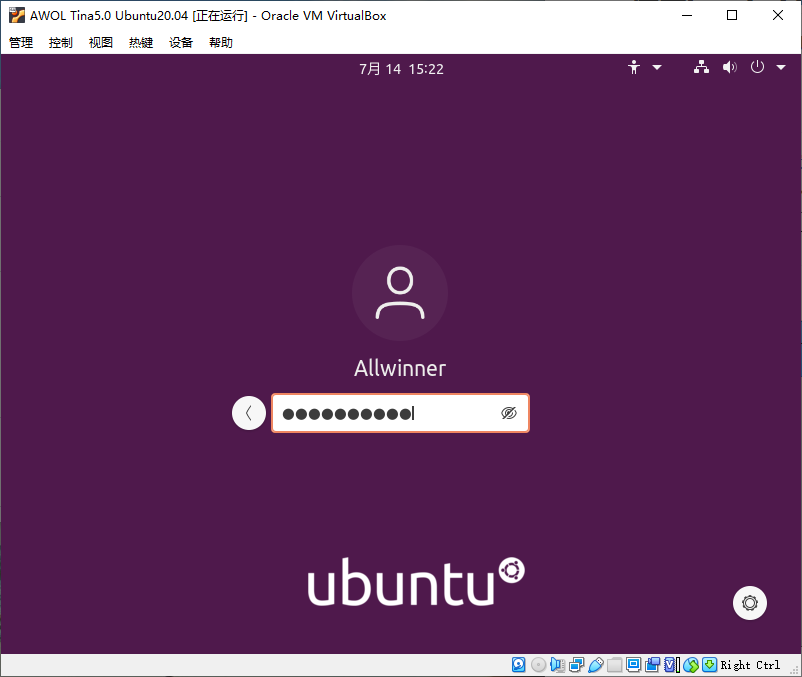 AWOL Tina5.0 Ubuntu20.04 [正在运行] - Oracle VM VirtualBox
管理 控制 视图 热键 设备 帮助
7月 14 15:22
Allwinner
ubuntu
Right Ctrl